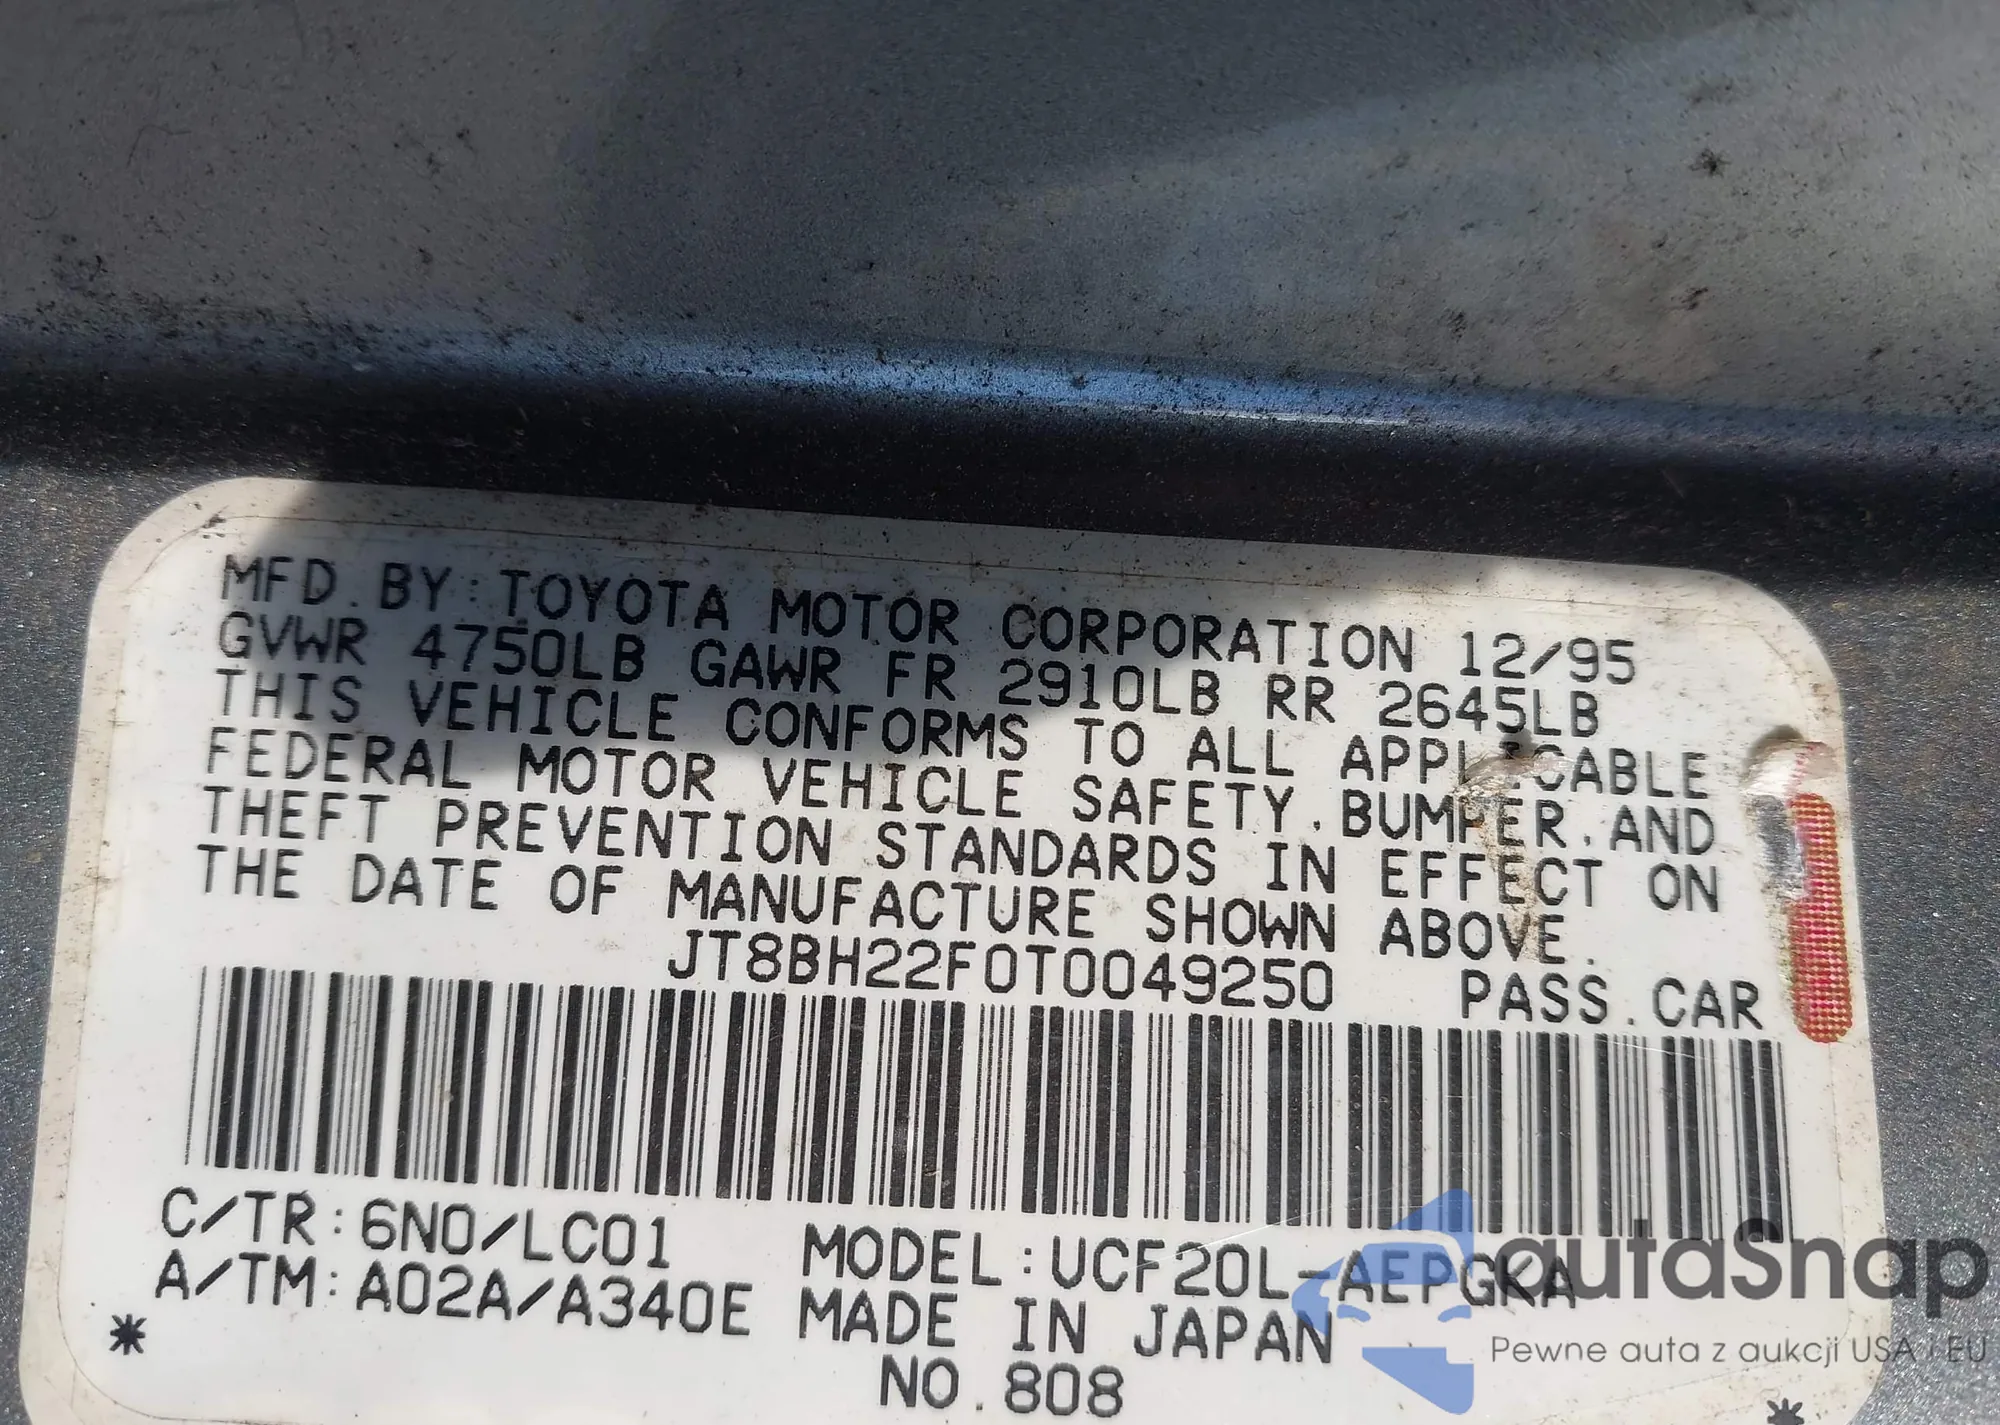 MFD.BY:TOYOTA MOTOR CORPORATION 12/95
GVWR 4750LB GAWR FR 2910LB RR 2645LB
THIS VEHICLE CONFORMS TO ALL APPLICABLE
FEDERAL MOTOR VEHICLE SAFETY.BUMPER.AND
THEFT PREVENTION STANDARDS IN EFFECT ON
THE DATE OF MANUFACTURE SHOWN ABOVE.
JT8BH22F0T0049250 PASS.CAR
C/TR:6N0/LC01 MODEL:UCF20L-AEPGKA
A/TM:A02A/A340E MADE IN JAPAN
NO.808
autaSnap
Pewne auta z aukcji USA i EU